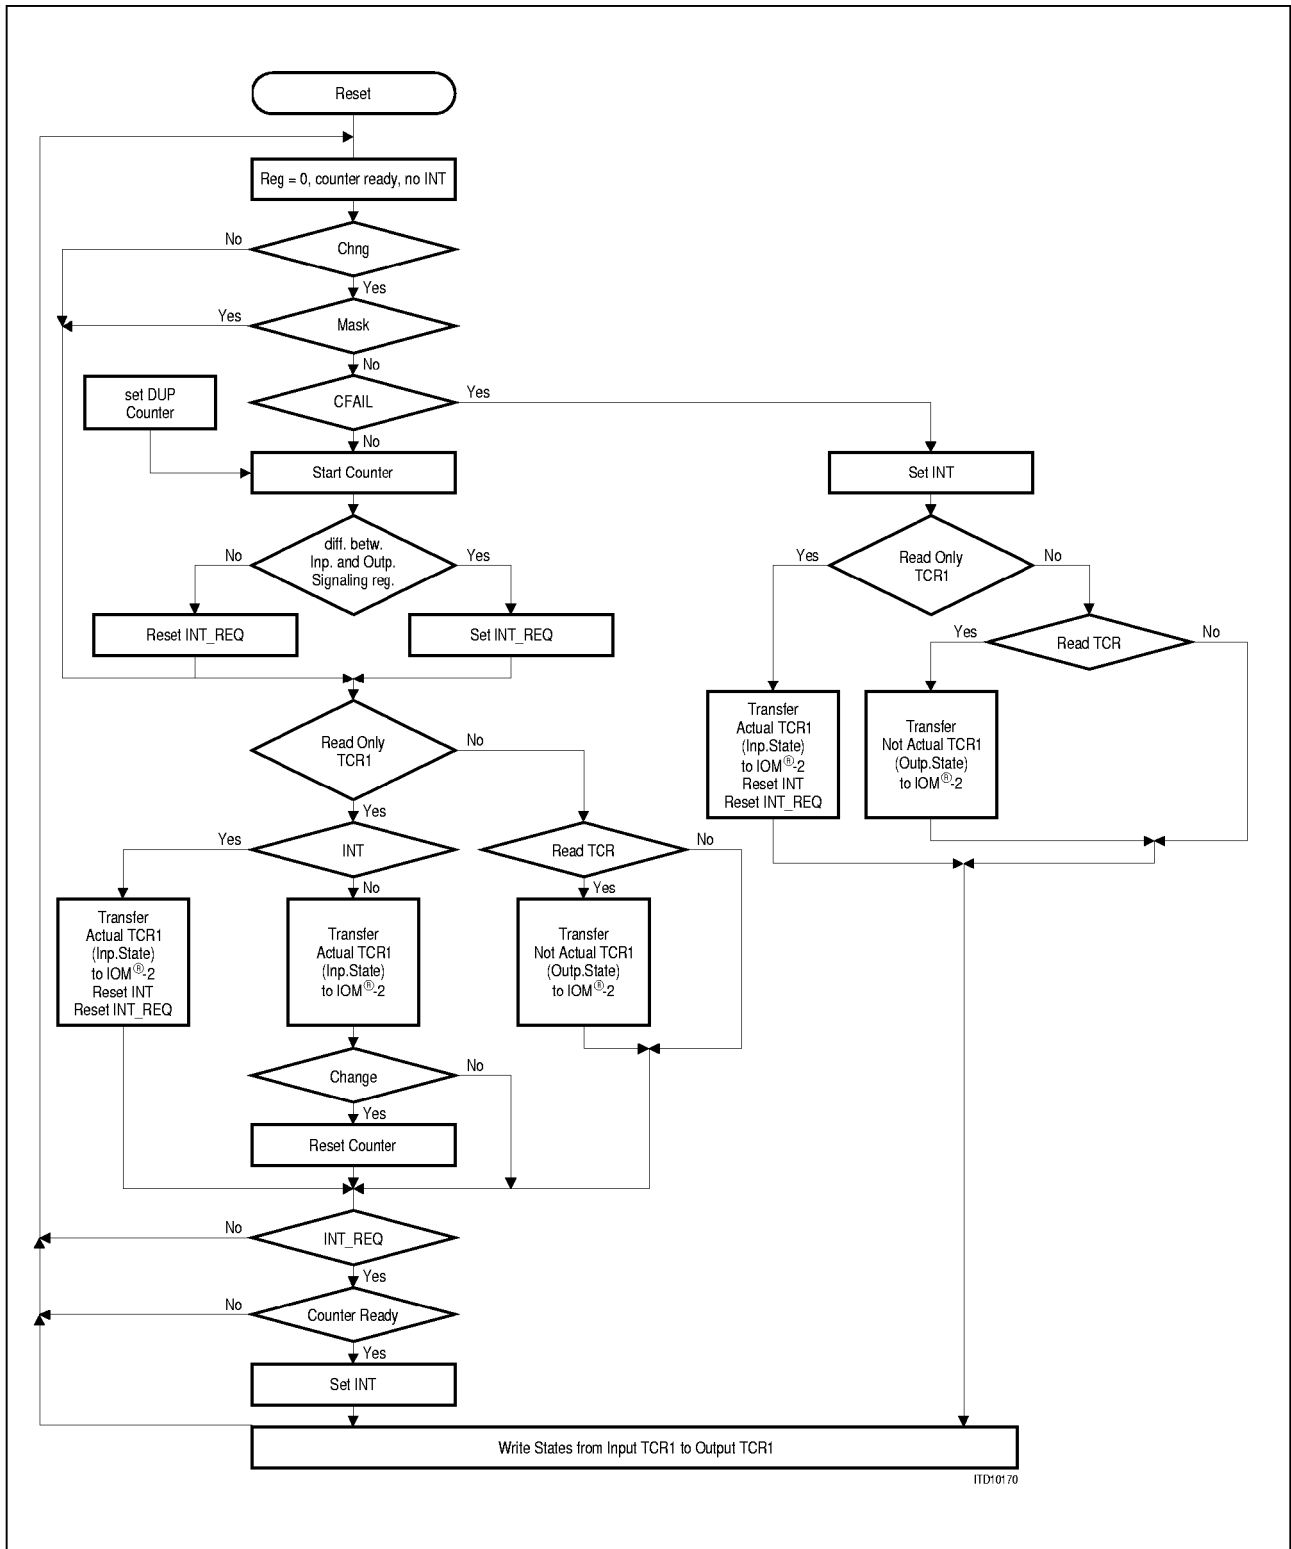 Reset
Reg = 0, counter ready, no INT
No
Chng
Yes
Yes
Mask
No
set DUP
Counter
CFAIL
Yes
No
Start Counter
Set INT
No
diff. betw.
Inp. and Outp.
Signaling reg.
Yes
Yes
Read Only
TCR1
No
Reset INT_REQ
Set INT_REQ
Yes
Read TCR
No
Read Only
TCR1
No
Yes
Transfer
Actual TCR1
(Inp.State)
to IOM®-2
Reset INT
Reset INT_REQ
Transfer
Not Actual TCR1
(Outp.State)
to IOM®-2
Yes
INT
No
Read TCR
No
Yes
Transfer
Actual TCR1
(Inp.State)
to IOM®-2
Reset INT
Reset INT_REQ
Transfer
Actual TCR1
(Inp.State)
to IOM®-2
Transfer
Not Actual TCR1
(Outp.State)
to IOM®-2
Change
No
Yes
Reset Counter
No
INT_REQ
Yes
No
Counter Ready
Yes
Set INT
Write States from Input TCR1 to Output TCR1
ITD10170